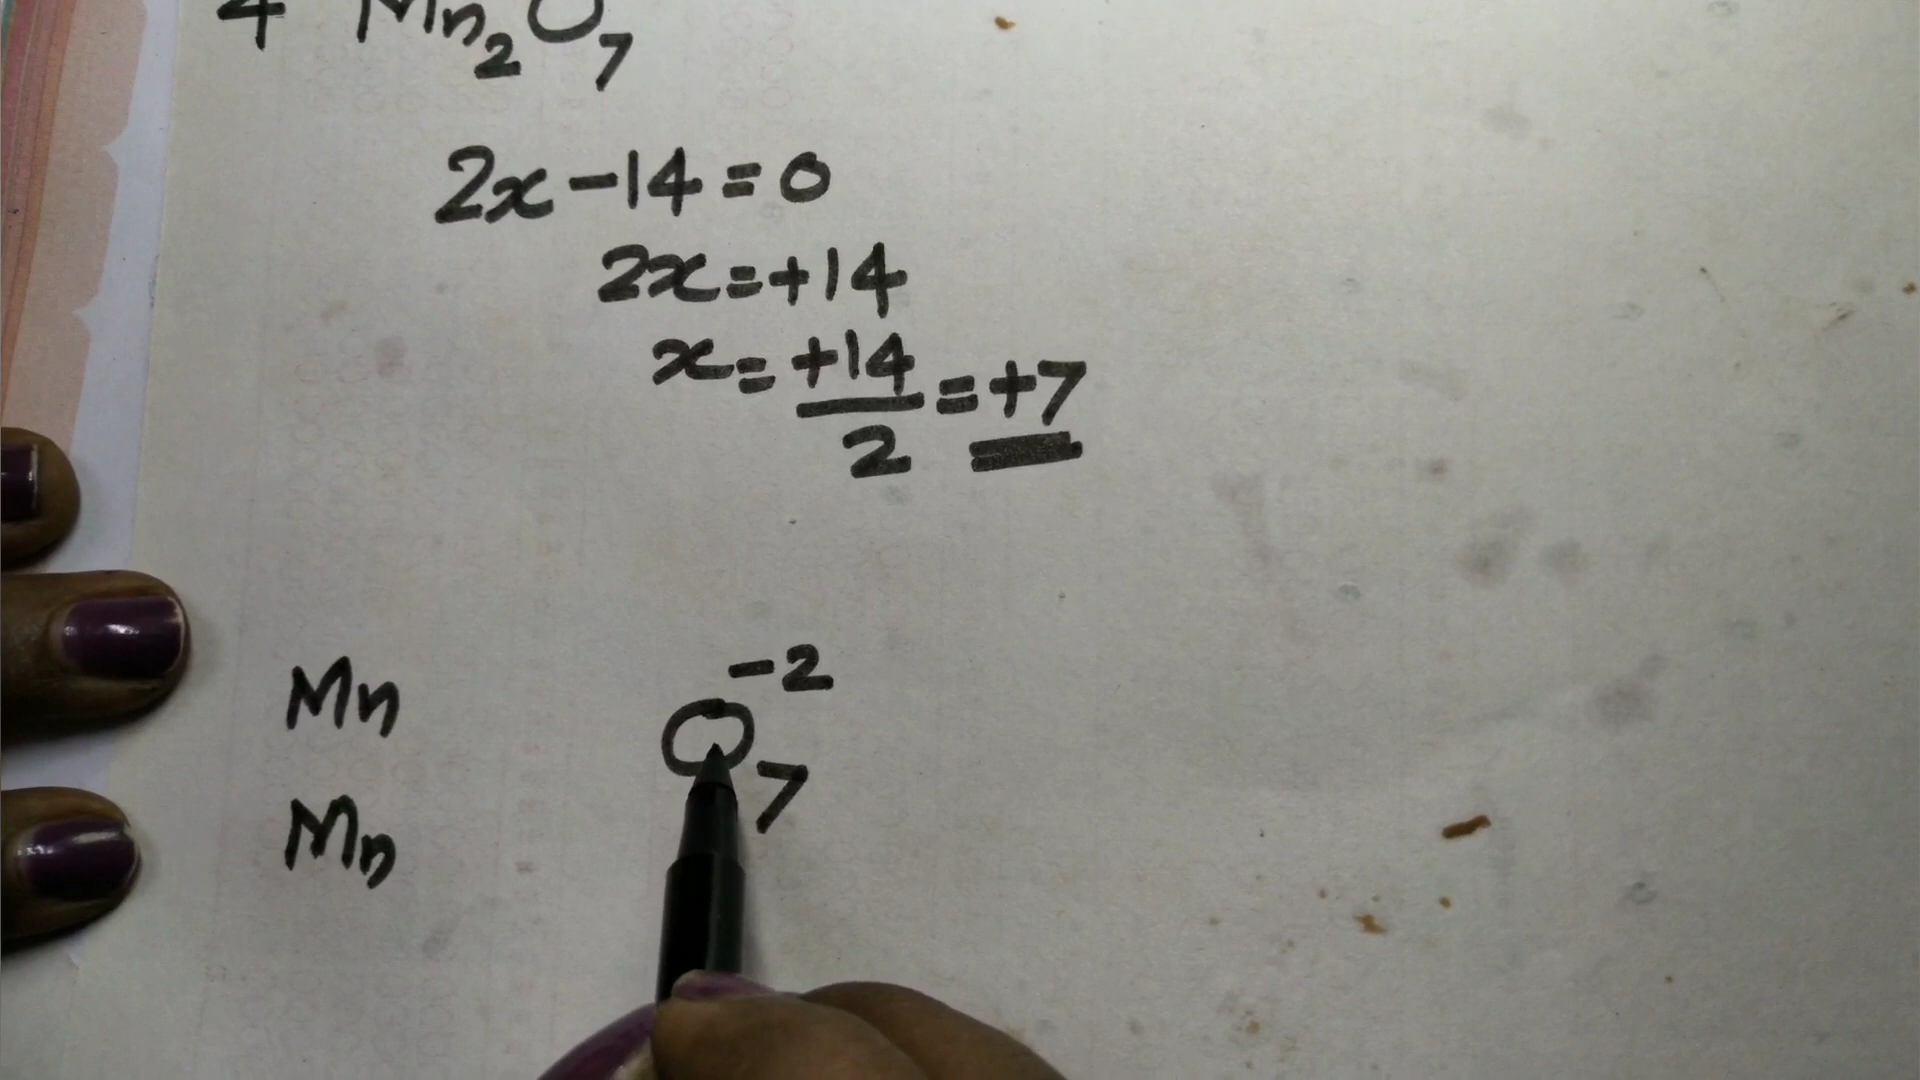 4 Mn₂O₇
2x-14=0
2x=+14
x=+14/2=+7
Mn O₇⁻²
Mn